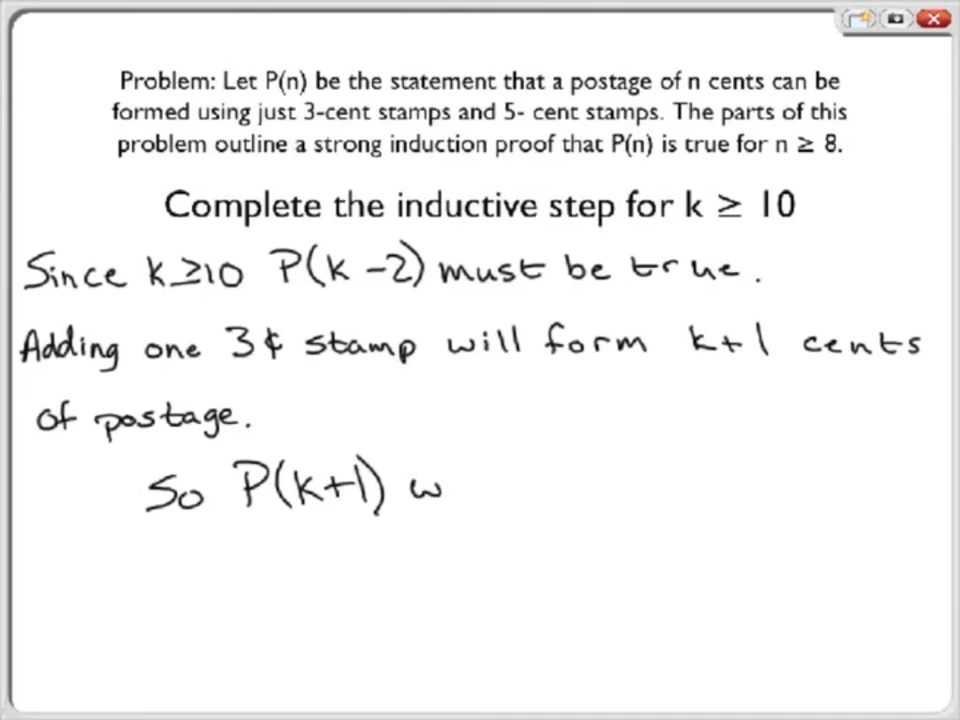 Problem: Let P(n) be the statement that a postage of n cents can be
formed using just 3-cent stamps and 5- cent stamps. The parts of this
problem outline a strong induction proof that P(n) is true for n ≥ 8.
Complete the inductive step for k ≥ 10
Since k≥10 P(k-2) must be true.
Adding one 3¢ stamp will form k+1 cents
of postage.
So P(k+1) w